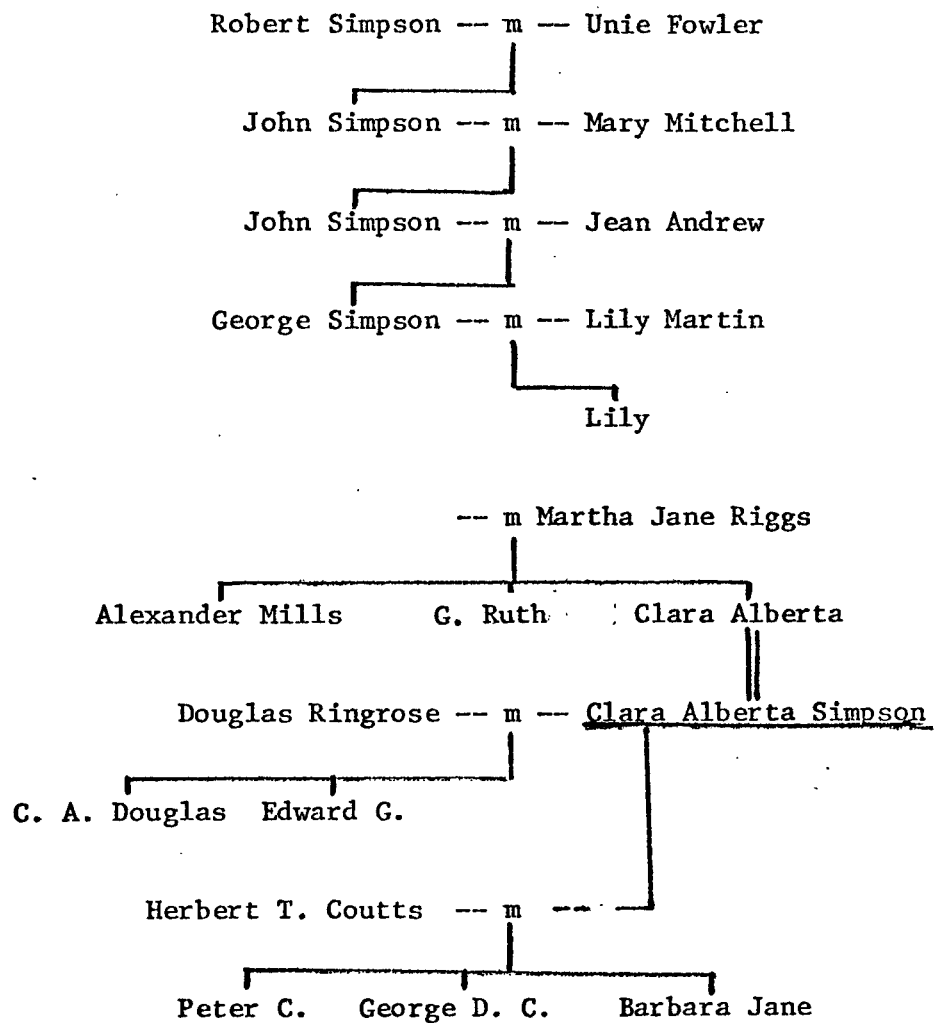 Robert Simpson -- m -- Unie Fowler
John Simpson -- m -- Mary Mitchell
John Simpson -- m -- Jean Andrew
George Simpson -- m -- Lily Martin
Lily
-- m Martha Jane Riggs
Alexander Mills G. Ruth Clara Alberta
Douglas Ringrose -- m -- Clara Alberta Simpson
C. A. Douglas Edward G.
Herbert T. Coutts -- m -- --
Peter C. George D. C. Barbara Jane